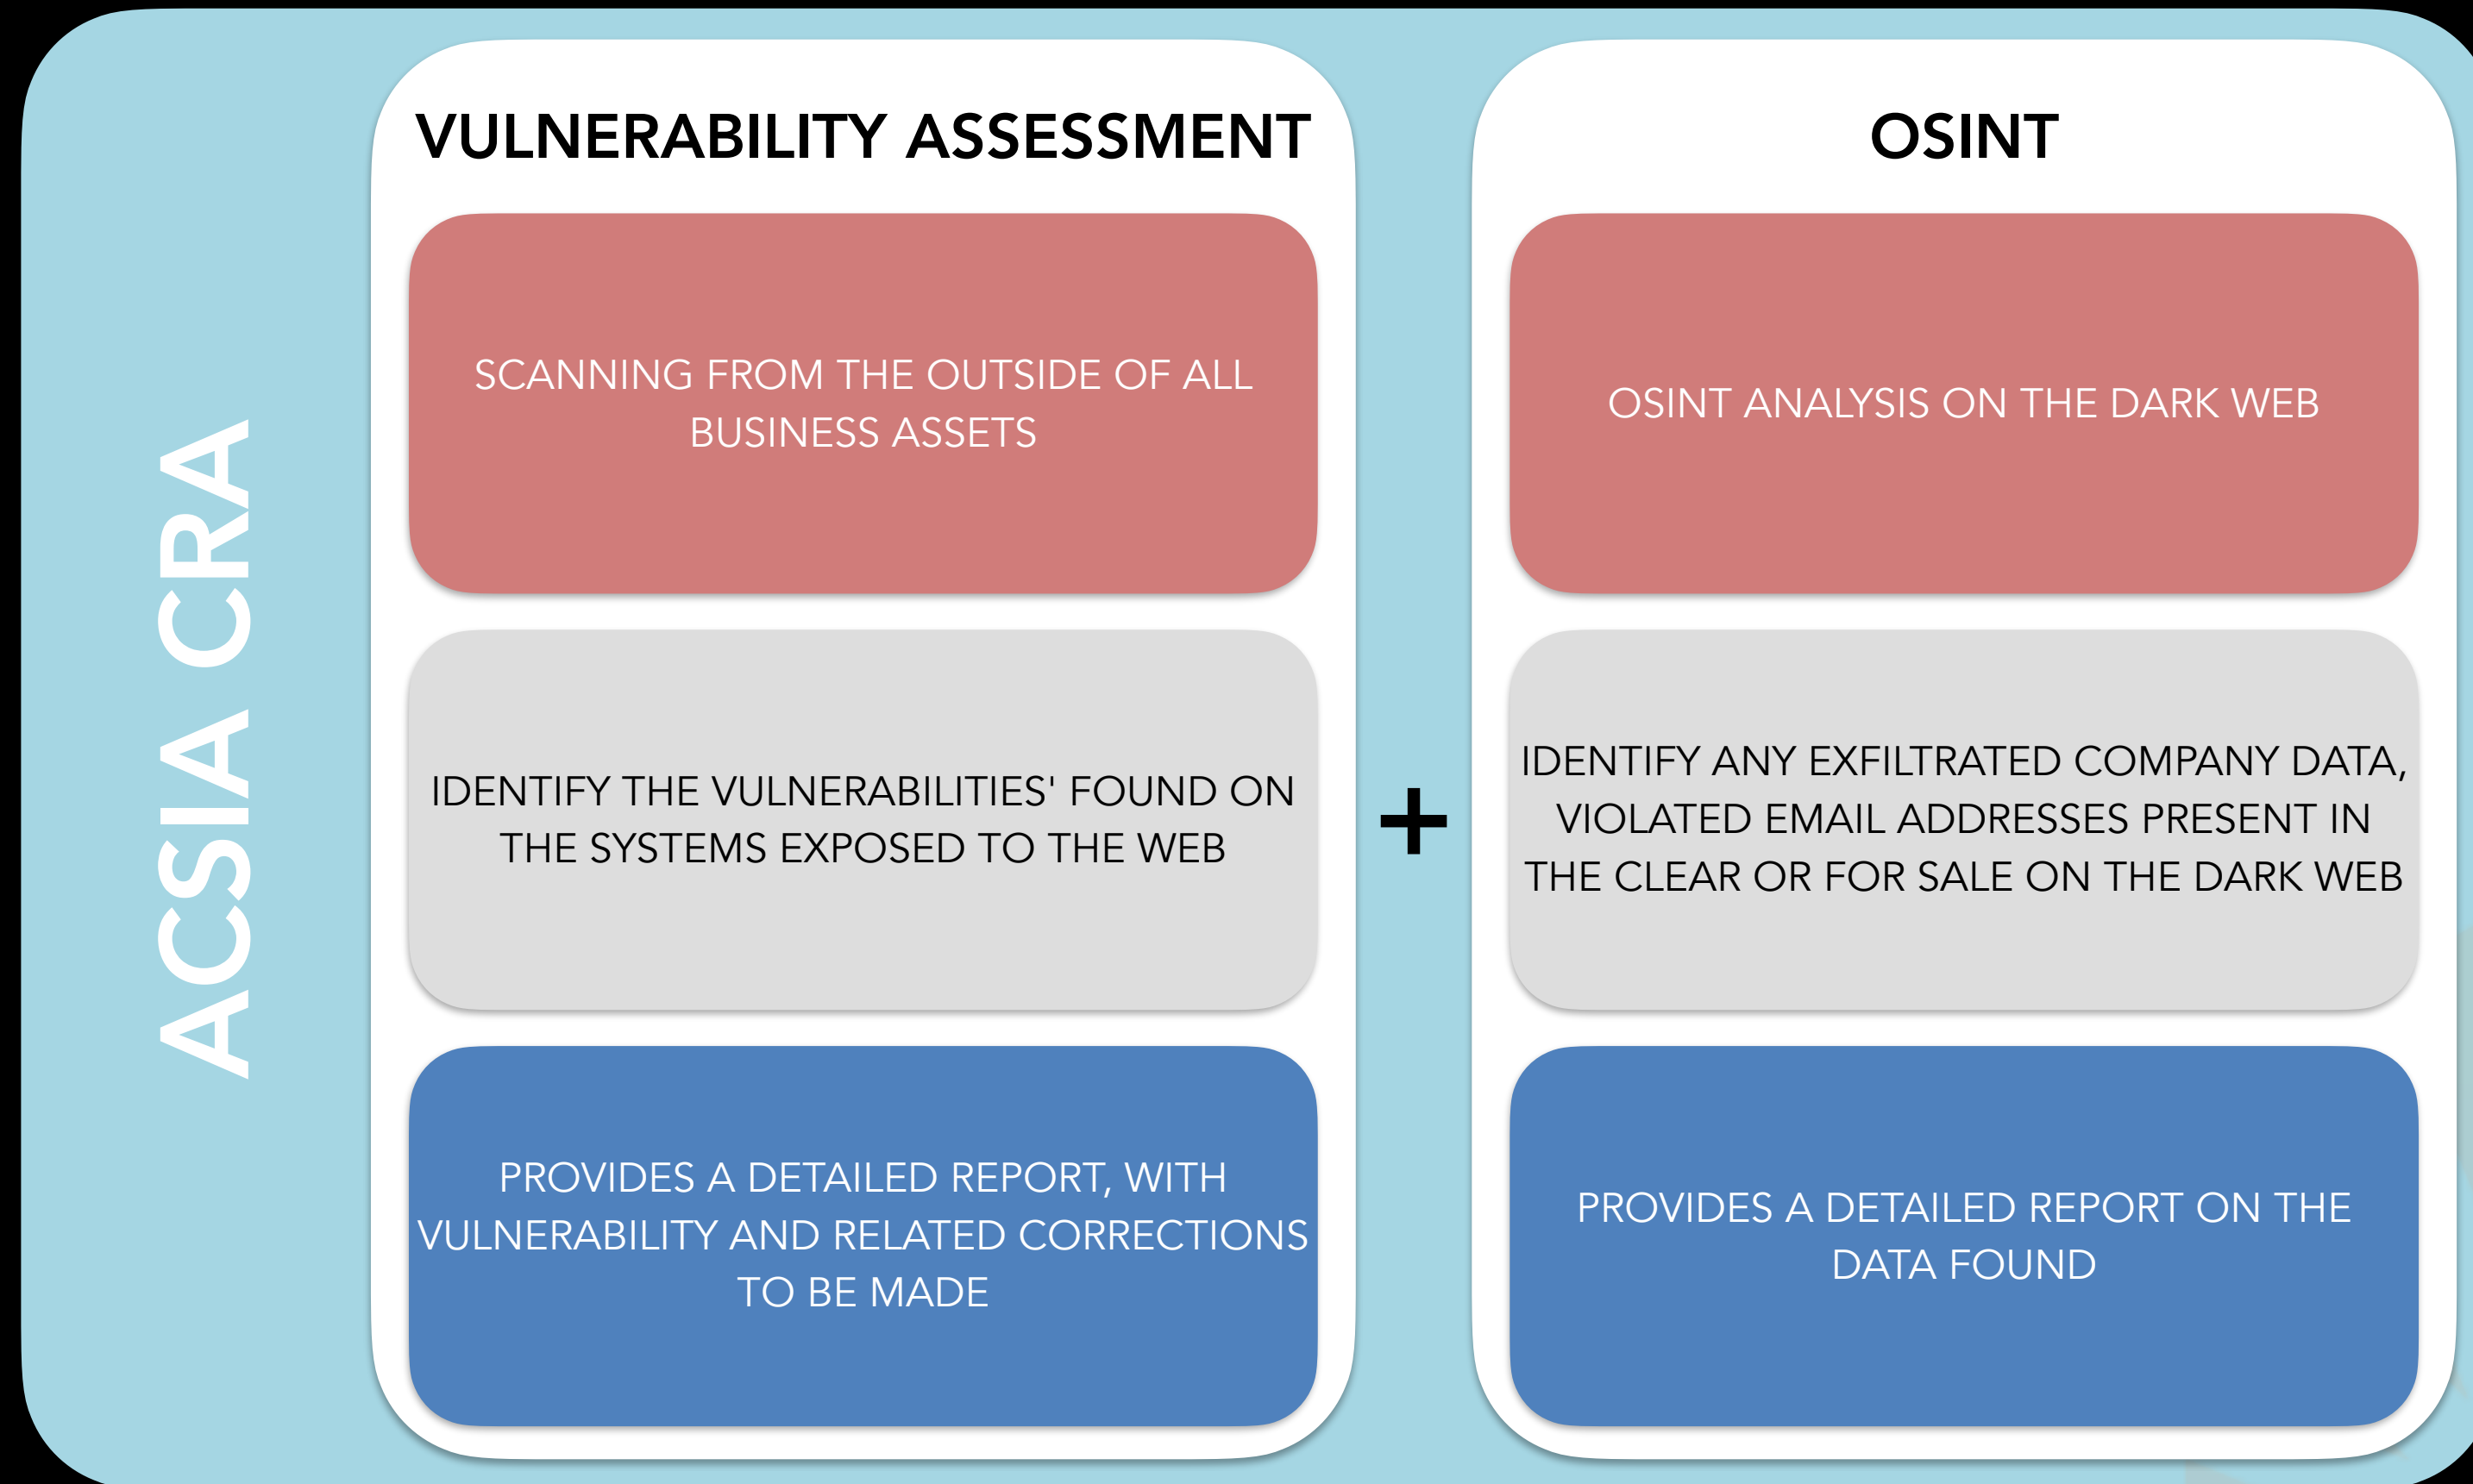 ACSIA CRA
VULNERABILITY ASSESSMENT
SCANNING FROM THE OUTSIDE OF ALL
BUSINESS ASSETS
IDENTIFY THE VULNERABILITIES' FOUND ON
THE SYSTEMS EXPOSED TO THE WEB
PROVIDES A DETAILED REPORT, WITH
VULNERABILITY AND RELATED CORRECTIONS
TO BE MADE
+
OSINT
OSINT ANALYSIS ON THE DARK WEB
IDENTIFY ANY EXFILTRATED COMPANY DATA,
VIOLATED EMAIL ADDRESSES PRESENT IN
THE CLEAR OR FOR SALE ON THE DARK WEB
PROVIDES A DETAILED REPORT ON THE
DATA FOUND